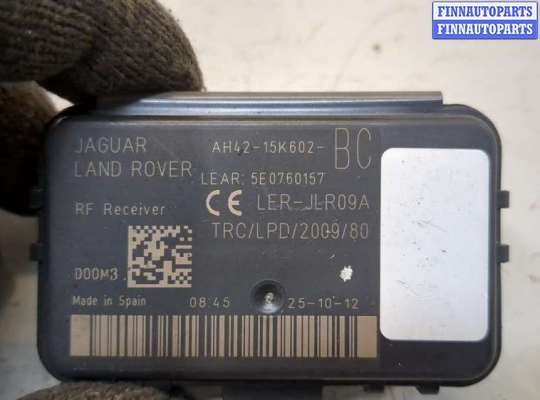 FINNAUTOPARTS
FINNAUTOPARTS
JAGUAR
LAND ROVER
AH42-15K602-BC
LEAR: 5E0760157
RF Receiver
CE LER-JLR09A
TRC/LPD/2009/80
D00M3
Made in Spain
08:45
25-10-12